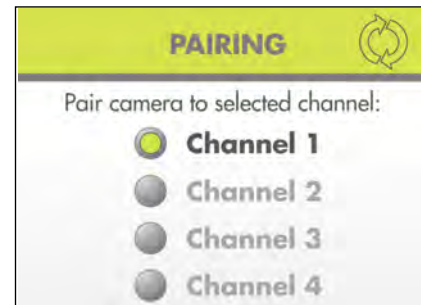 PAIRING
Pair camera to selected channel:
Channel 1
Channel 2
Channel 3
Channel 4